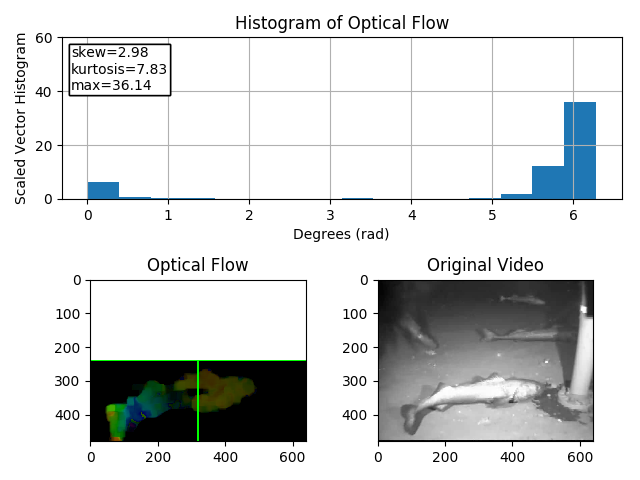 Histogram of Optical Flow
skew=2.98
kurtosis=7.83
max=36.14
Scaled Vector Histogram
60
40
20
0
0 1 2 3 4 5 6
Degrees (rad)
Optical Flow
0
100
200
300
400
0 200 400 600
Original Video
0
100
200
300
400
0 200 400 600